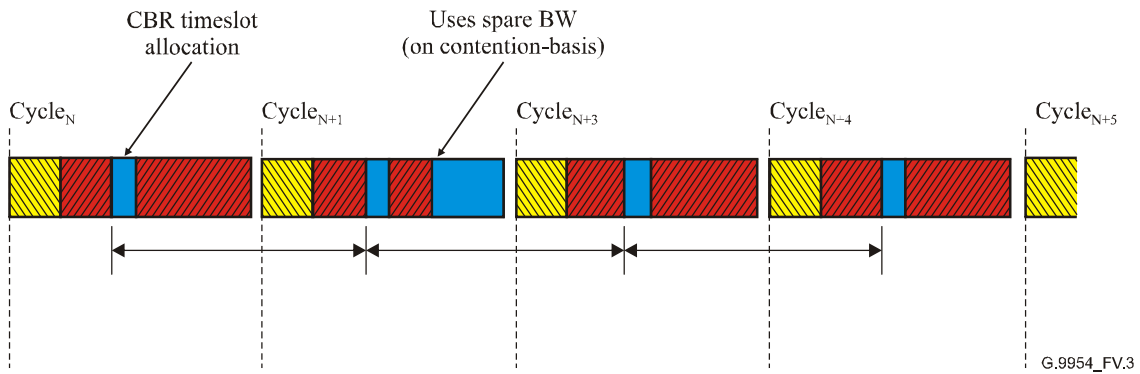 CBR timeslot
allocation
Uses spare BW
(on contention-basis)
CycleN
CycleN+1
CycleN+3
CycleN+4
CycleN+5
G.9954_FV.3